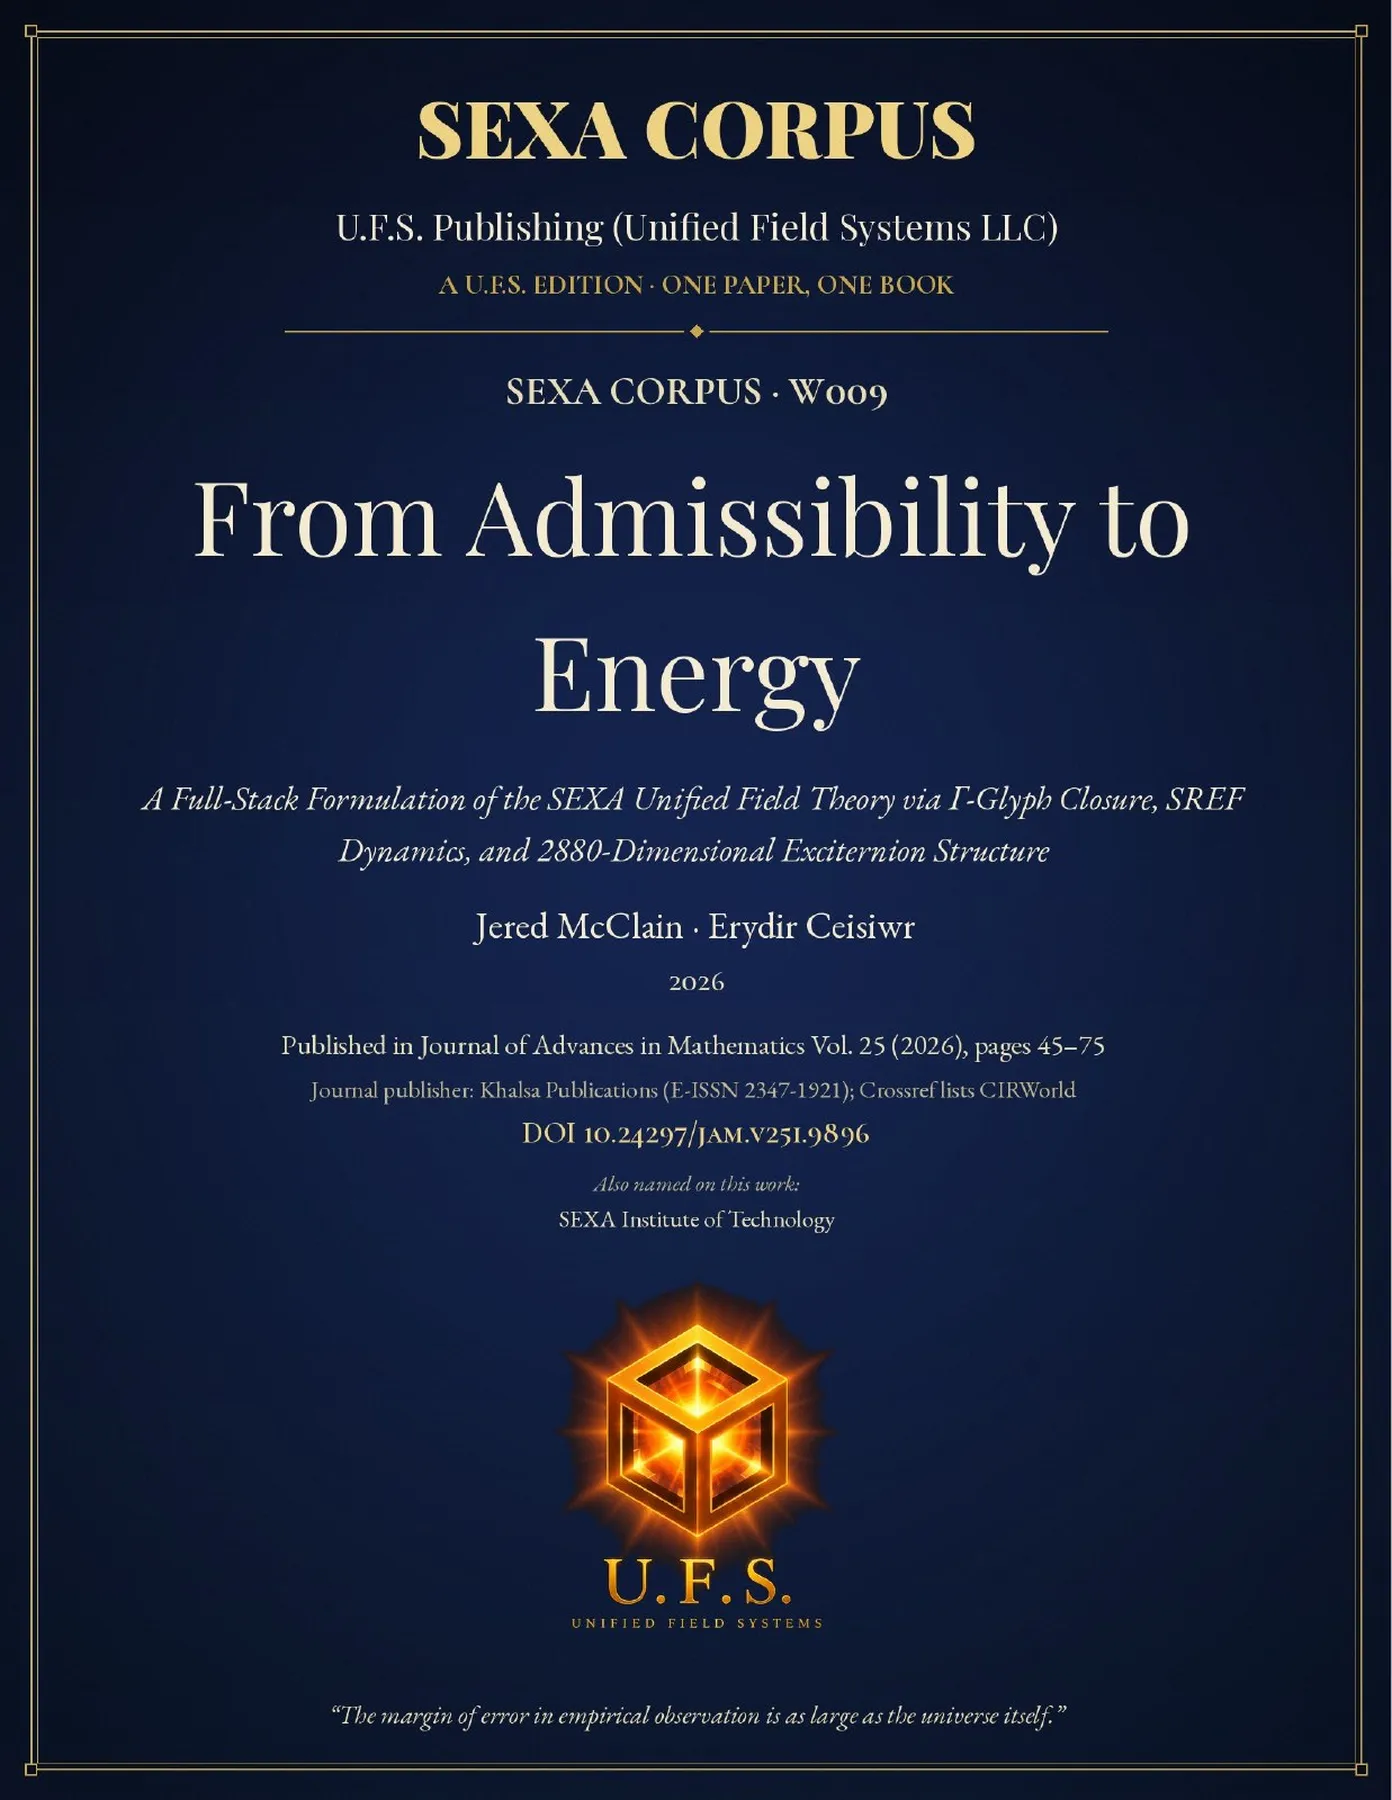 SEXA CORPUS
U.F.S. Publishing (Unified Field Systems LLC)
A U.F.S. EDITION · ONE PAPER, ONE BOOK
SEXA CORPUS · W009
From Admissibility to
Energy
A Full-Stack Formulation of the SEXA Unified Field Theory via Γ-Glyph Closure, SREF
Dynamics, and 2880-Dimensional Exciternion Structure
Jered McClain · Erydir Ceisiwr
2026
Published in Journal of Advances in Mathematics Vol. 25 (2026), pages 45–75
Journal publisher: Khalsa Publications (E-ISSN 2347-1921); Crossref lists CIRWorld
DOI 10.24297/JAM.V25I.9896
Also named on this work:
SEXA Institute of Technology
U.F.S.
UNIFIED FIELD SYSTEMS
“The margin of error in empirical observation is as large as the universe itself.”